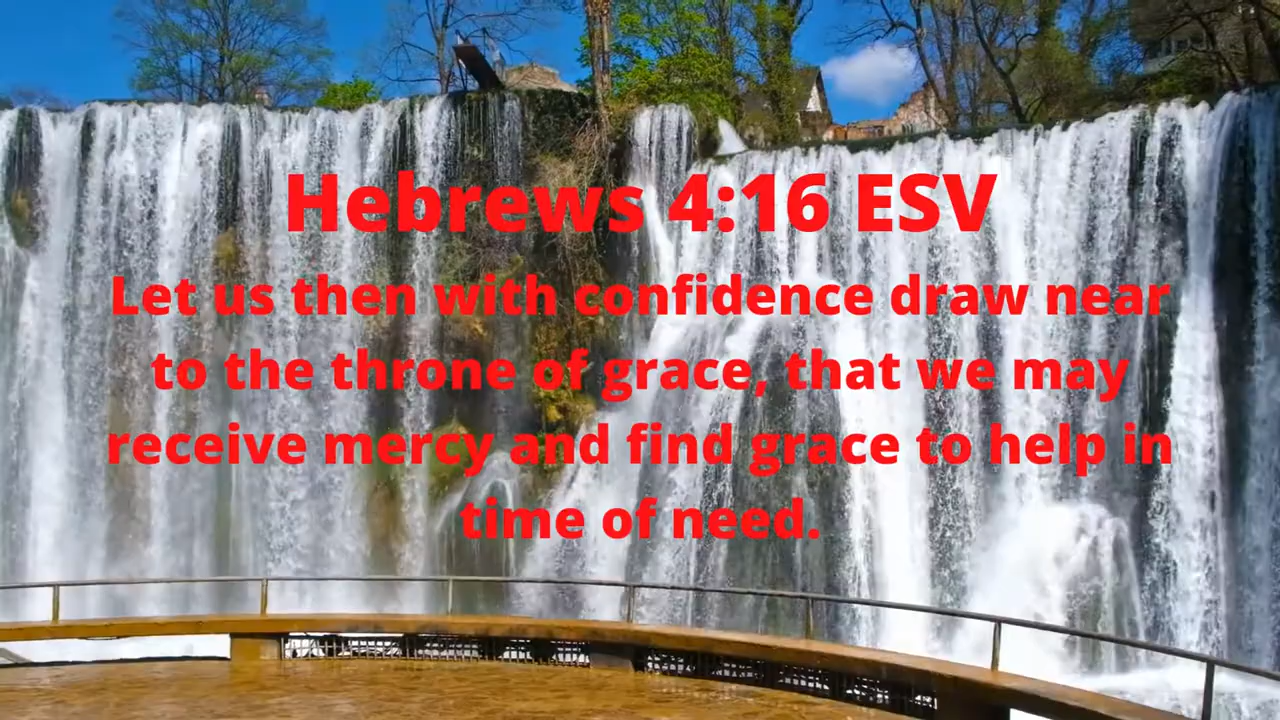 Hebrews 4:16 ESV
Let us then with confidence draw near
to the throne of grace, that we may
receive mercy and find grace to help in
time of need.